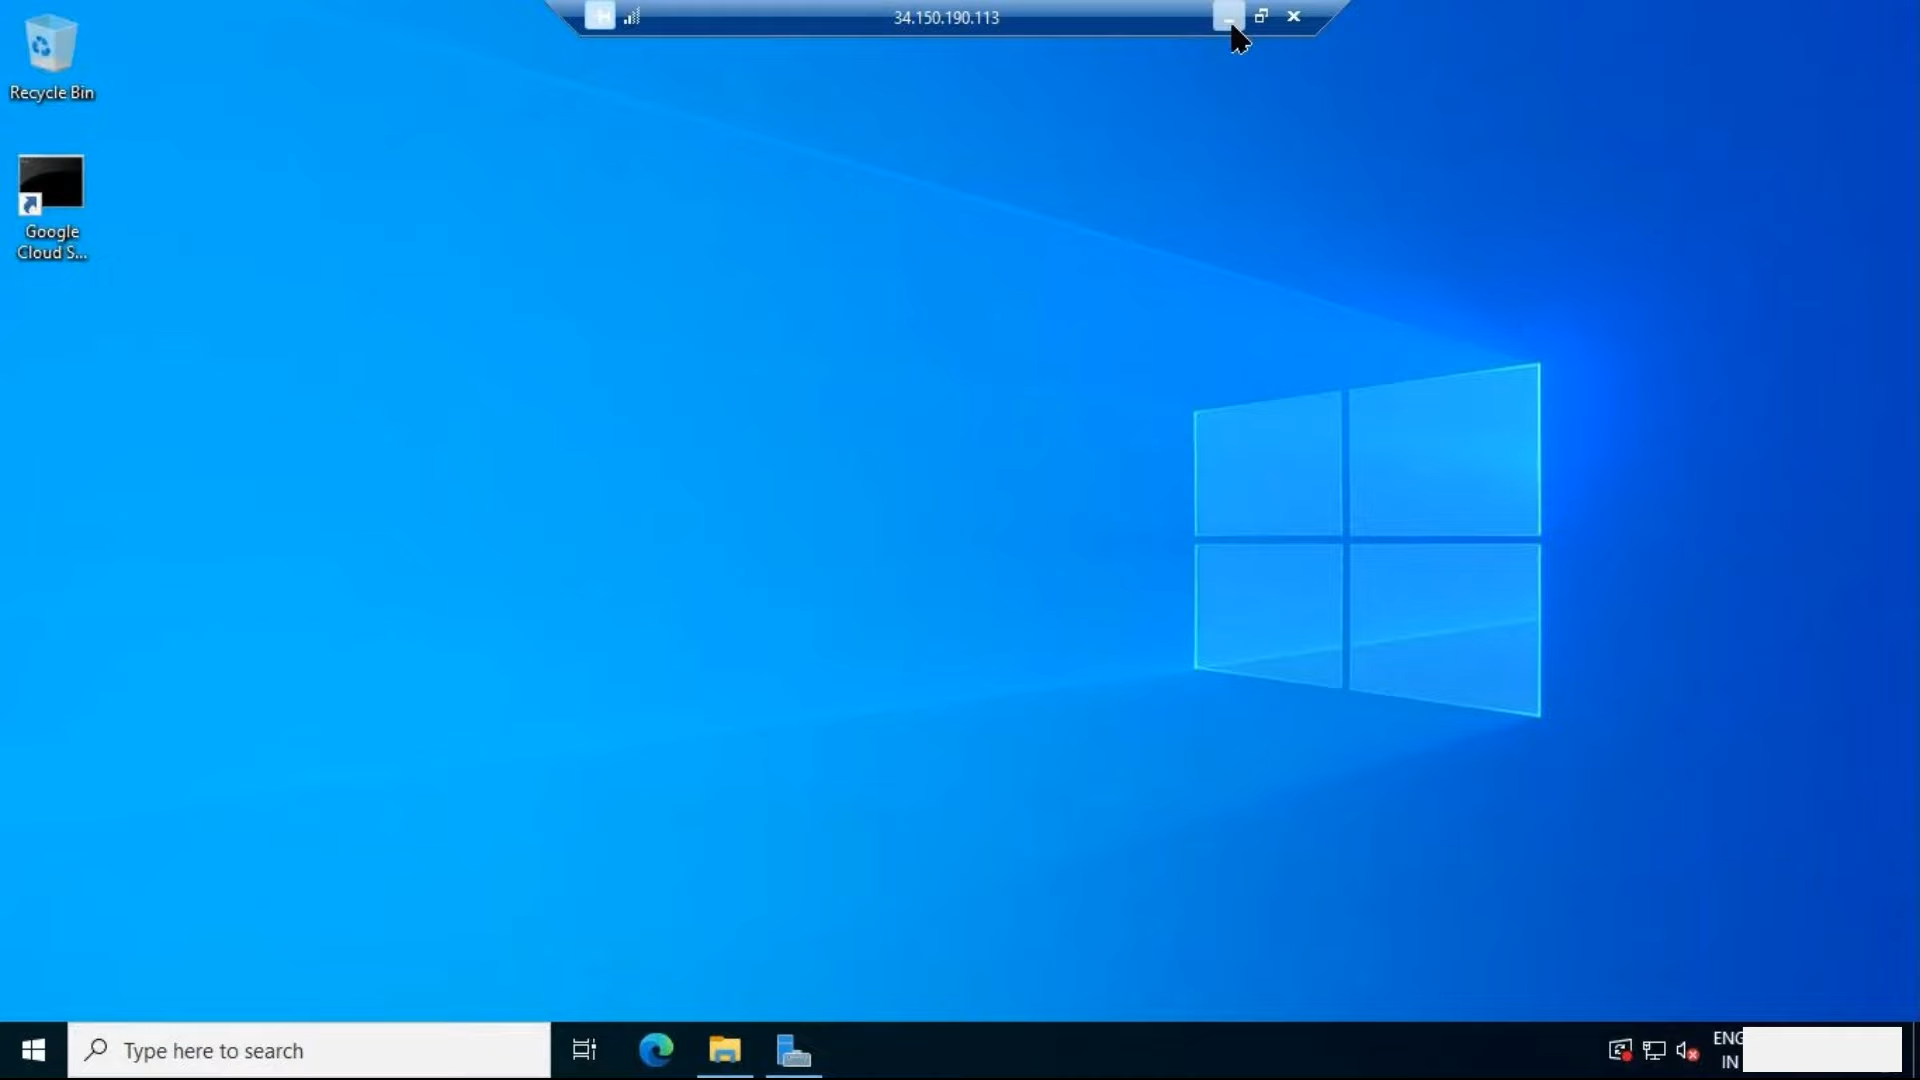 34.150.190.113
Recycle Bin
Google
Cloud S...
Type here to search
ENG
IN